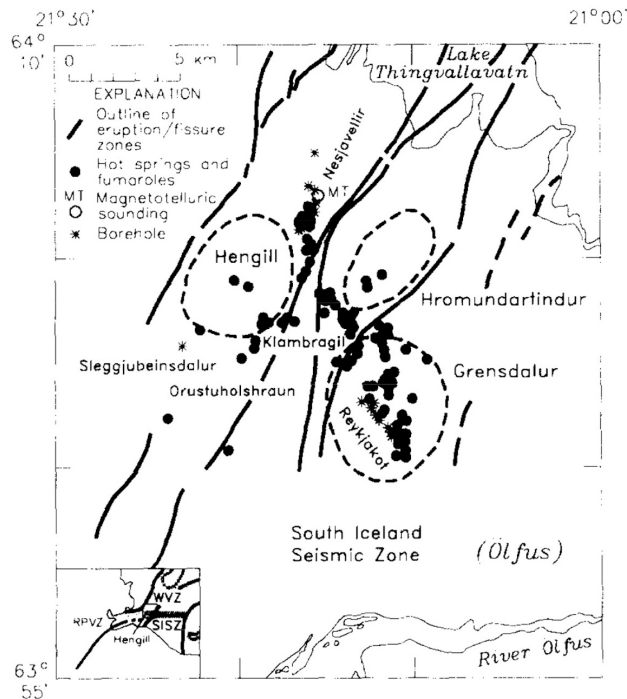 21° 30'
21° 00'
64°
10'
0 5 KM
EXPLANATION
Outline of
eruption/fissure
zones
Hot springs and
fumaroles
MT Magnetotelluric
sounding
Borehole
Lake
Thingvallavatn
Nesjavellir
MT
Hengill
Hromundartindur
Klambragil
Sleggjubeinsdalur
Grensdalur
Orustuholshraun
Reykjakot
South Iceland
Seismic Zone
(Olfus)
WVZ
RPVZ
SISZ
Hengill
River Olfus
63°
55'